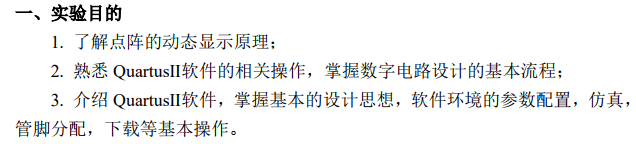 一、实验目的
1. 了解点阵的动态显示原理；
2. 熟悉 QuartusII软件的相关操作，掌握数字电路设计的基本流程；
3. 介绍 QuartusII软件，掌握基本的设计思想，软件环境的参数配置，仿真，
管脚分配，下载等基本操作。